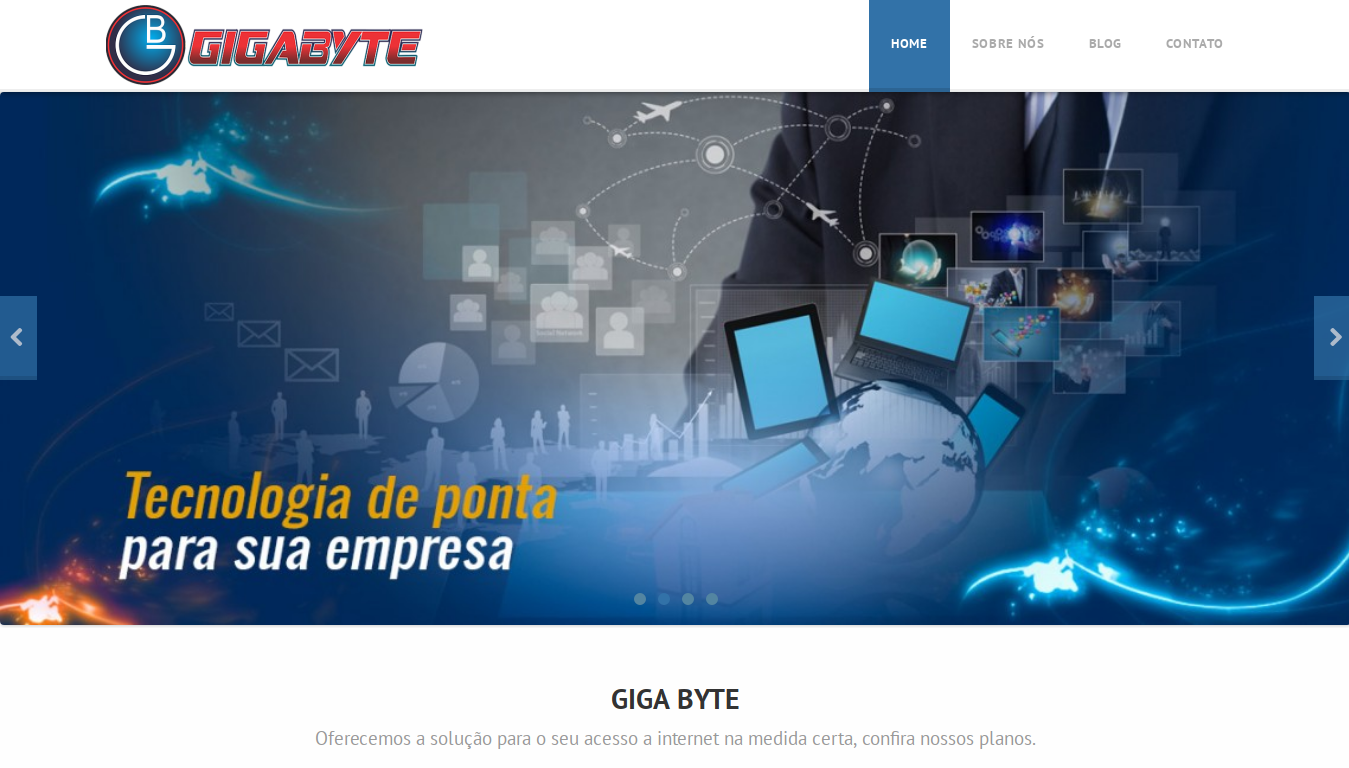 GB GIGABYTE
HOME SOBRE NÓS BLOG CONTATO
Social Network
Tecnologia de ponta
para sua empresa
GIGA BYTE
Oferecemos a solução para o seu acesso a internet na medida certa, confira nossos planos.